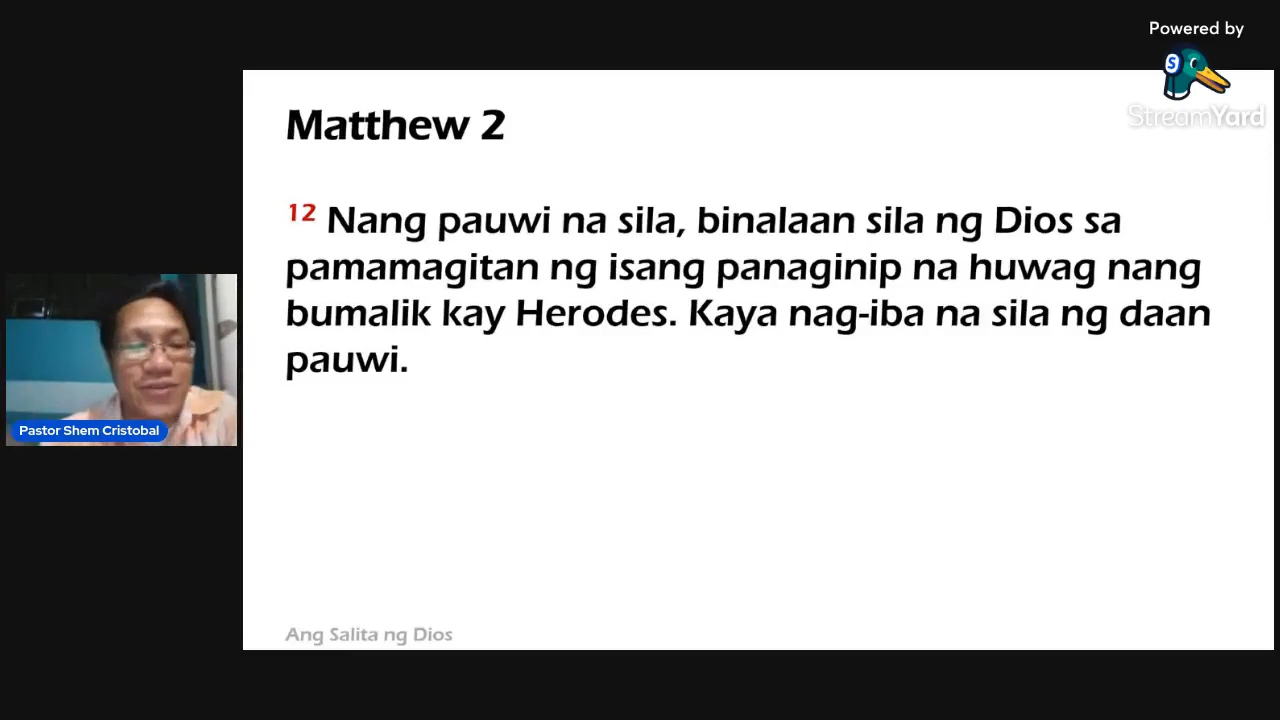 Powered by
S
StreamYard
Matthew 2
12 Nang pauwi na sila, binalaan sila ng Dios sa
pamamagitan ng isang panaginip na huwag nang
bumalik kay Herodes. Kaya nag-iba na sila ng daan
pauwi.
Pastor Shem Cristobal
Ang Salita ng Dios